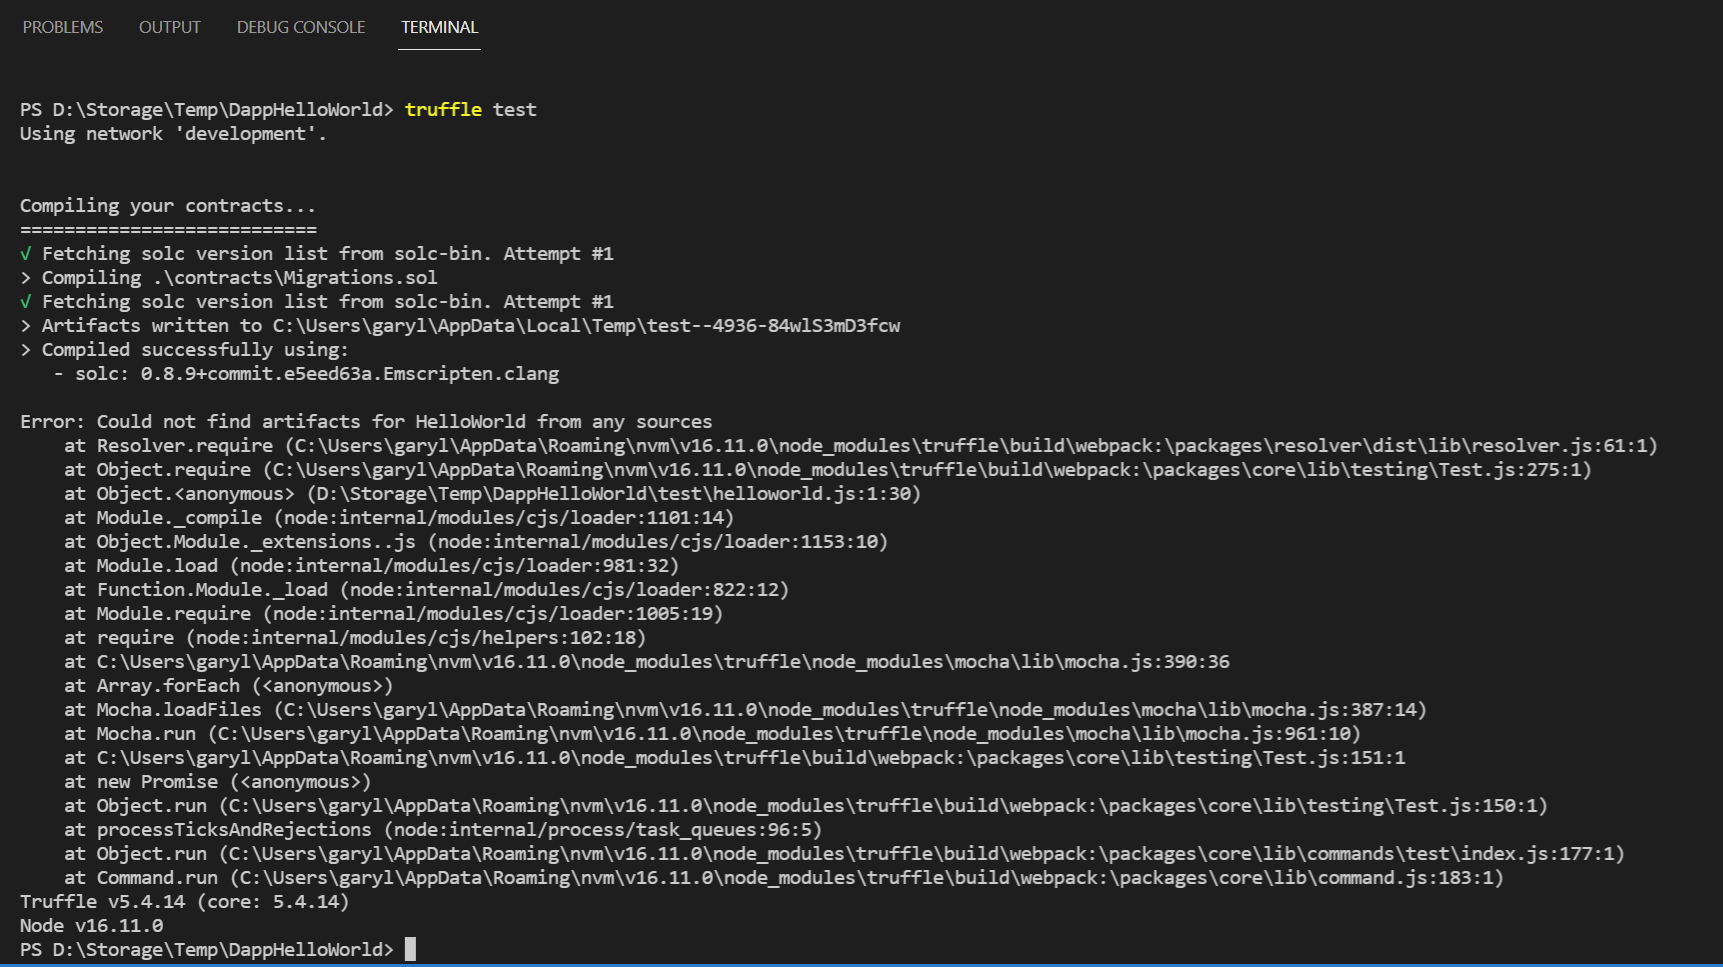 PROBLEMS OUTPUT DEBUG CONSOLE TERMINAL
PS D:\Storage\Temp\DappHelloWorld> truffle test
Using network 'development'.
Compiling your contracts...
===========================
√ Fetching solc version list from solc-bin. Attempt #1
> Compiling .\contracts\Migrations.sol
√ Fetching solc version list from solc-bin. Attempt #1
> Artifacts written to C:\Users\garyl\AppData\Local\Temp\test--4936-84wlS3mD3fcw
> Compiled successfully using:
   - solc: 0.8.9+commit.e5eed63a.Emscripten.clang
Error: Could not find artifacts for HelloWorld from any sources
    at Resolver.require (C:\Users\garyl\AppData\Roaming\nvm\v16.11.0\node_modules\truffle\build\webpack:\packages\resolver\dist\lib\resolver.js:61:1)
    at Object.require (C:\Users\garyl\AppData\Roaming\nvm\v16.11.0\node_modules\truffle\build\webpack:\packages\core\lib\testing\Test.js:275:1)
    at Object.<anonymous> (D:\Storage\Temp\DappHelloWorld\test\helloworld.js:1:30)
    at Module._compile (node:internal/modules/cjs/loader:1101:14)
    at Object.Module._extensions..js (node:internal/modules/cjs/loader:1153:10)
    at Module.load (node:internal/modules/cjs/loader:981:32)
    at Function.Module._load (node:internal/modules/cjs/loader:822:12)
    at Module.require (node:internal/modules/cjs/loader:1005:19)
    at require (node:internal/modules/cjs/helpers:102:18)
    at C:\Users\garyl\AppData\Roaming\nvm\v16.11.0\node_modules\truffle\node_modules\mocha\lib\mocha.js:390:36
    at Array.forEach (<anonymous>)
    at Mocha.loadFiles (C:\Users\garyl\AppData\Roaming\nvm\v16.11.0\node_modules\truffle\node_modules\mocha\lib\mocha.js:387:14)
    at Mocha.run (C:\Users\garyl\AppData\Roaming\nvm\v16.11.0\node_modules\truffle\node_modules\mocha\lib\mocha.js:961:10)
    at C:\Users\garyl\AppData\Roaming\nvm\v16.11.0\node_modules\truffle\build\webpack:\packages\core\lib\testing\Test.js:151:1
    at new Promise (<anonymous>)
    at Object.run (C:\Users\garyl\AppData\Roaming\nvm\v16.11.0\node_modules\truffle\build\webpack:\packages\core\lib\testing\Test.js:150:1)
    at processTicksAndRejections (node:internal/process/task_queues:96:5)
    at Object.run (C:\Users\garyl\AppData\Roaming\nvm\v16.11.0\node_modules\truffle\build\webpack:\packages\core\lib\commands\test\index.js:177:1)
    at Command.run (C:\Users\garyl\AppData\Roaming\nvm\v16.11.0\node_modules\truffle\build\webpack:\packages\core\lib\command.js:183:1)
Truffle v5.4.14 (core: 5.4.14)
Node v16.11.0
PS D:\Storage\Temp\DappHelloWorld>